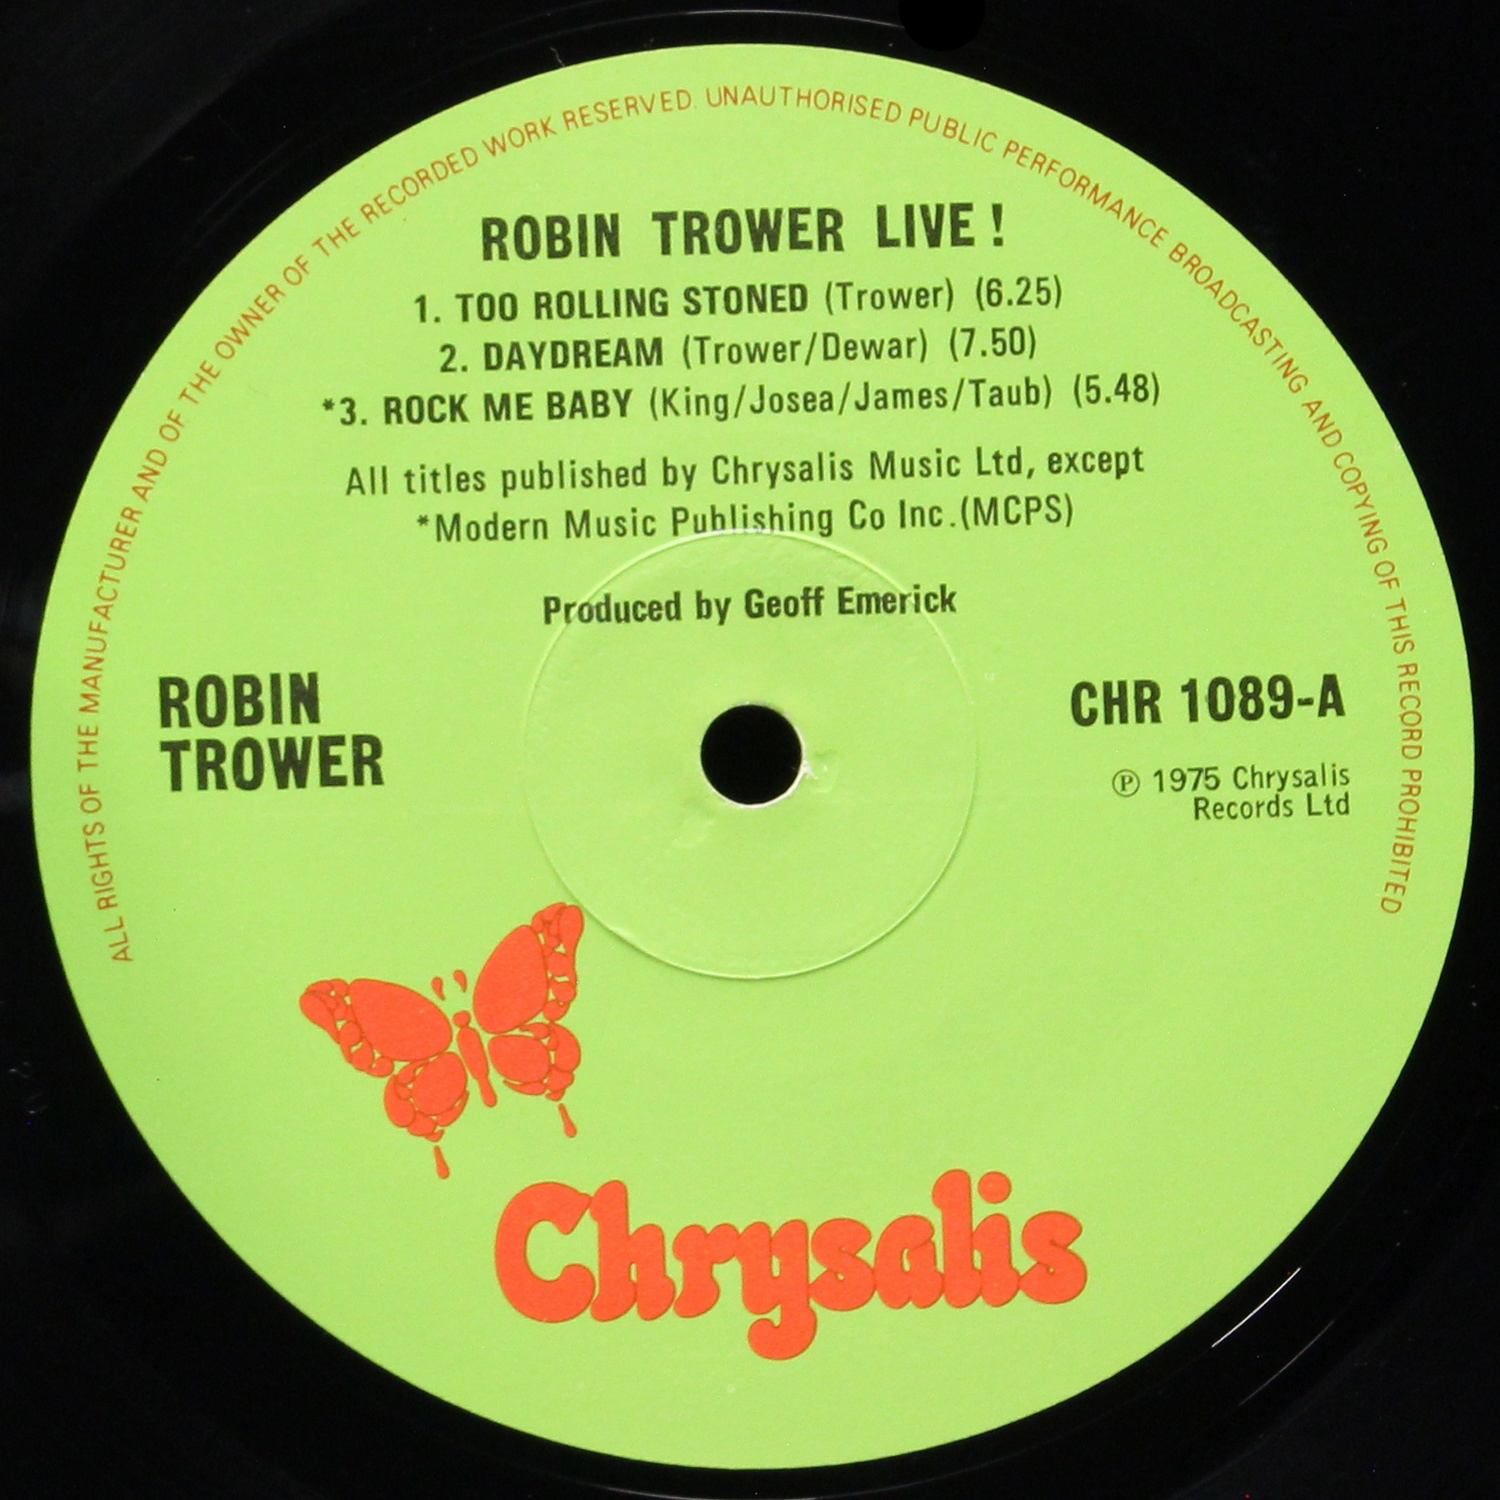 ALL RIGHTS OF THE MANUFACTURER AND OF THE OWNER OF THE RECORDED WORK RESERVED. UNAUTHORISED PUBLIC PERFORMANCE BROADCASTING AND COPYING OF THIS RECORD PROHIBITED
ROBIN TROWER LIVE!
1. TOO ROLLING STONED (Trower) (6.25)
2. DAYDREAM (Trower/Dewar) (7.50)
*3. ROCK ME BABY (King/Josea/James/Taub) (5.48)
All titles published by Chrysalis Music Ltd, except
*Modern Music Publishing Co Inc.(MCPS)
Produced by Geoff Emerick
ROBIN
TROWER
CHR 1089-A
℗ 1975 Chrysalis
Records Ltd
Chrysalis